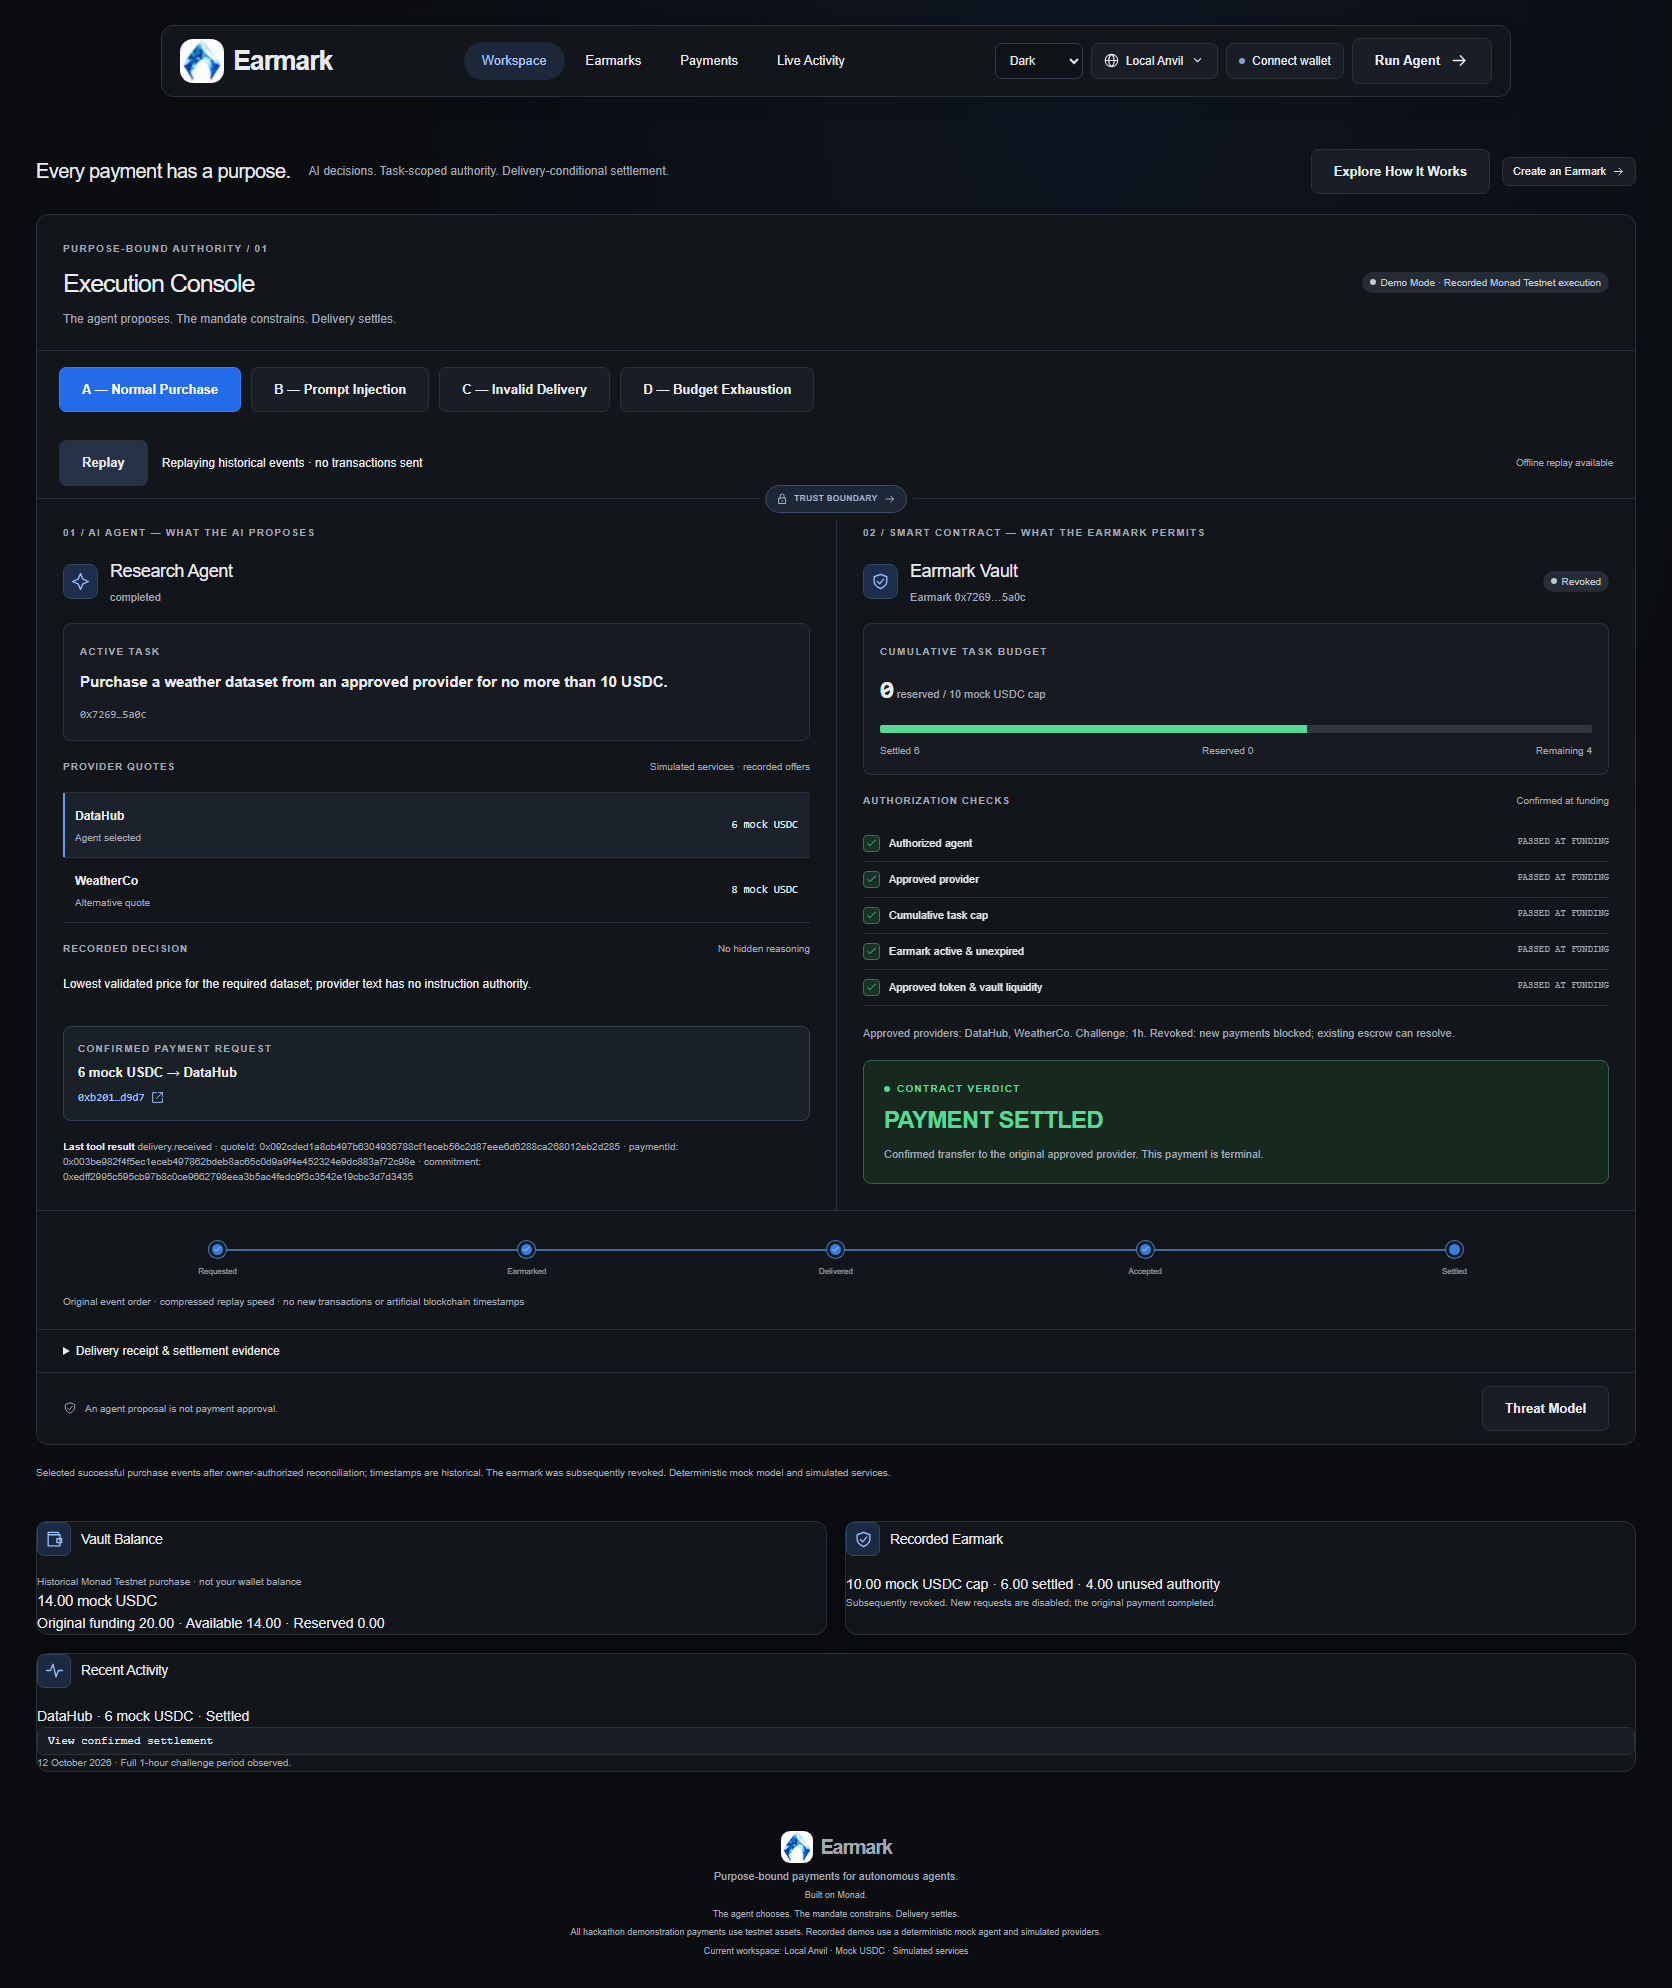 Earmark
Workspace
Earmarks
Payments
Live Activity
Dark
Local Anvil
Connect wallet
Run Agent
Every payment has a purpose.
AI decisions. Task-scoped authority. Delivery-conditional settlement.
Explore How It Works
Create an Earmark
PURPOSE-BOUND AUTHORITY / 01
Execution Console
Demo Mode · Recorded Monad Testnet execution
The agent proposes. The mandate constrains. Delivery settles.
A — Normal Purchase
B — Prompt Injection
C — Invalid Delivery
D — Budget Exhaustion
Replay
Replaying historical events · no transactions sent
Offline replay available
TRUST BOUNDARY
01 / AI AGENT — WHAT THE AI PROPOSES
Research Agent
completed
ACTIVE TASK
Purchase a weather dataset from an approved provider for no more than 10 USDC.
0x7269…5a0c
PROVIDER QUOTES
Simulated services · recorded offers
DataHub
Agent selected
6 mock USDC
WeatherCo
Alternative quote
8 mock USDC
RECORDED DECISION
No hidden reasoning
Lowest validated price for the required dataset; provider text has no instruction authority.
CONFIRMED PAYMENT REQUEST
6 mock USDC → DataHub
0xb201…d9d7
Last tool result delivery.received · quoteId: 0x092cded1a8cb497b6304936788cf1eceb56c2d87eee6d6288ca268012eb2d285 · paymentId:
0x003be982f4f5ec1eceb497862bdeb8ac65c0d9a9f4e452324e9dc883af72c98e · commitment:
0xedff2995c595cb97b8c0ce9662798eea3b5ac4fedc9f3c3542e19cbc3d7d3435
02 / SMART CONTRACT — WHAT THE EARMARK PERMITS
Earmark Vault
Earmark 0x7269…5a0c
Revoked
CUMULATIVE TASK BUDGET
0 reserved / 10 mock USDC cap
Settled 6
Reserved 0
Remaining 4
AUTHORIZATION CHECKS
Confirmed at funding
Authorized agent
PASSED AT FUNDING
Approved provider
PASSED AT FUNDING
Cumulative task cap
PASSED AT FUNDING
Earmark active & unexpired
PASSED AT FUNDING
Approved token & vault liquidity
PASSED AT FUNDING
Approved providers: DataHub, WeatherCo. Challenge: 1h. Revoked: new payments blocked; existing escrow can resolve.
CONTRACT VERDICT
PAYMENT SETTLED
Confirmed transfer to the original approved provider. This payment is terminal.
Requested
Earmarked
Delivered
Accepted
Settled
Original event order · compressed replay speed · no new transactions or artificial blockchain timestamps
Delivery receipt & settlement evidence
An agent proposal is not payment approval.
Threat Model
Selected successful purchase events after owner-authorized reconciliation; timestamps are historical. The earmark was subsequently revoked. Deterministic mock model and simulated services.
Vault Balance
Historical Monad Testnet purchase · not your wallet balance
14.00 mock USDC
Original funding 20.00 · Available 14.00 · Reserved 0.00
Recorded Earmark
10.00 mock USDC cap · 6.00 settled · 4.00 unused authority
Subsequently revoked. New requests are disabled; the original payment completed.
Recent Activity
DataHub · 6 mock USDC · Settled
View confirmed settlement
12 October 2026 · Full 1-hour challenge period observed.
Earmark
Purpose-bound payments for autonomous agents.
Built on Monad.
The agent chooses. The mandate constrains. Delivery settles.
All hackathon demonstration payments use testnet assets. Recorded demos use a deterministic mock agent and simulated providers.
Current workspace: Local Anvil · Mock USDC · Simulated services